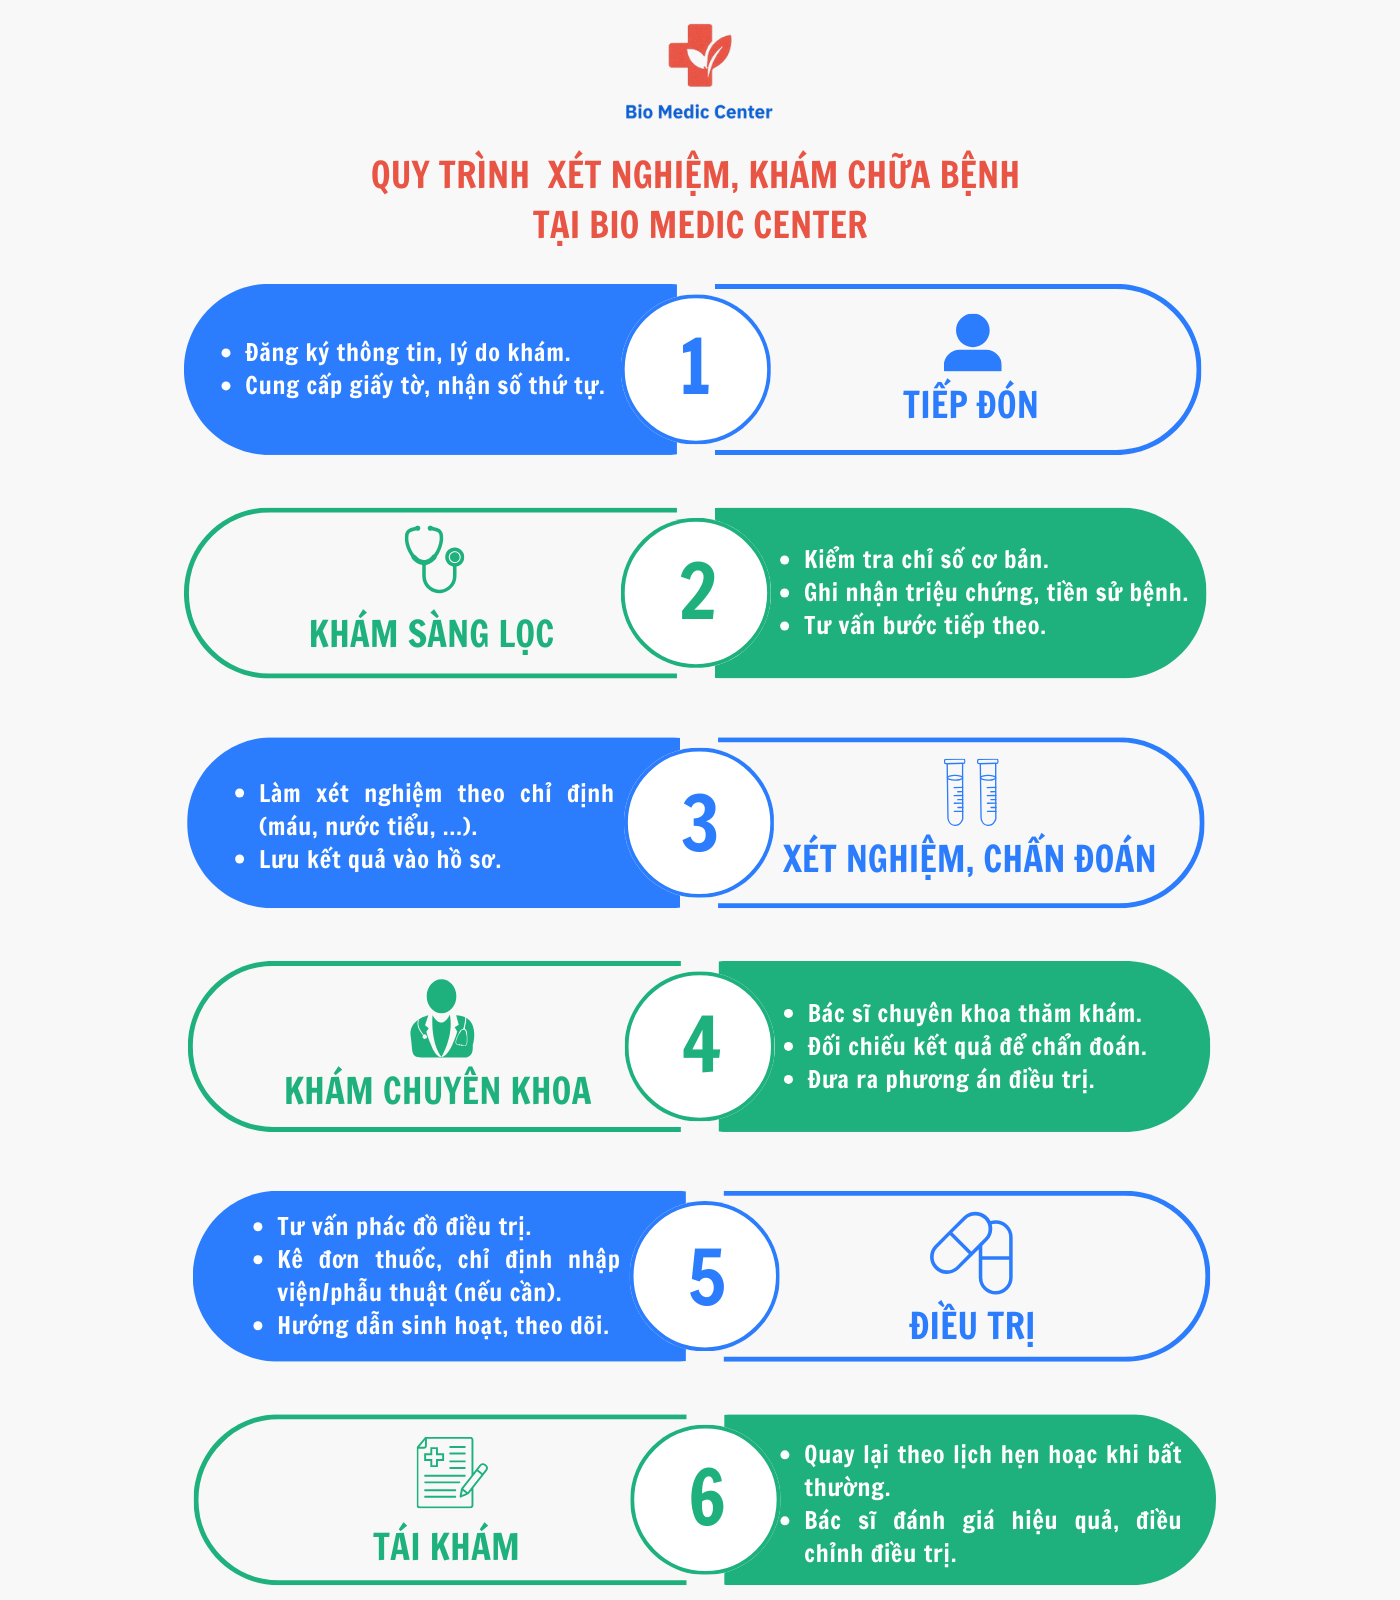 Bio Medic Center
QUY TRÌNH XÉT NGHIỆM, KHÁM CHỮA BỆNH
TẠI BIO MEDIC CENTER
• Đăng ký thông tin, lý do khám.
• Cung cấp giấy tờ, nhận số thứ tự.
1
TIẾP ĐÓN
KHÁM SÀNG LỌC
2
• Kiểm tra chỉ số cơ bản.
• Ghi nhận triệu chứng, tiền sử bệnh.
• Tư vấn bước tiếp theo.
• Làm xét nghiệm theo chỉ định
(máu, nước tiểu, ...).
• Lưu kết quả vào hồ sơ.
3
XÉT NGHIỆM, CHẨN ĐOÁN
KHÁM CHUYÊN KHOA
4
• Bác sĩ chuyên khoa thăm khám.
• Đối chiếu kết quả để chẩn đoán.
• Đưa ra phương án điều trị.
• Tư vấn phác đồ điều trị.
• Kê đơn thuốc, chỉ định nhập
viện/phẫu thuật (nếu cần).
• Hướng dẫn sinh hoạt, theo dõi.
5
ĐIỀU TRỊ
TÁI KHÁM
6
• Quay lại theo lịch hẹn hoạc khi bất
thường.
• Bác sĩ đánh giá hiệu quả, điều
chỉnh điều trị.